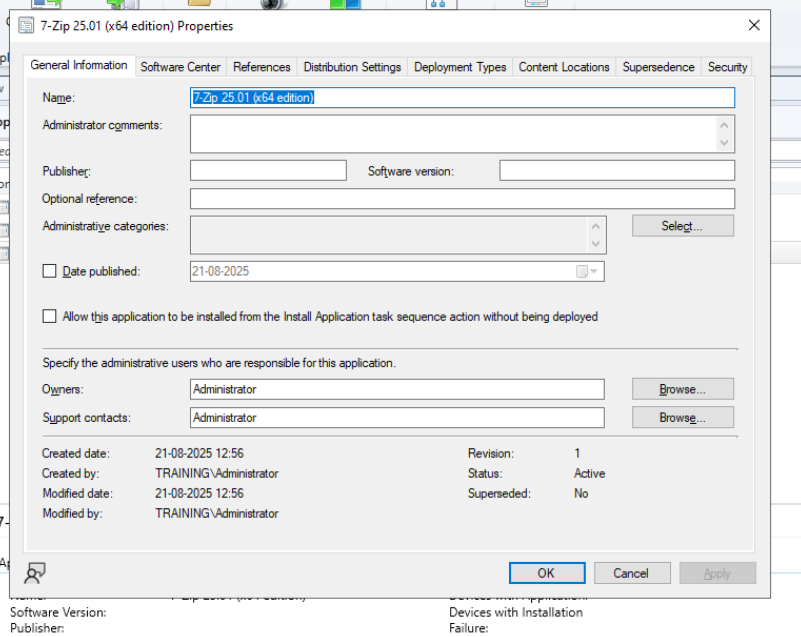 7-Zip 25.01 (x64 edition) Properties
General Information Software Center References Distribution Settings Deployment Types Content Locations Supersedence Security
Name: 7-Zip 25.01 (x64 edition)
Administrator comments:
Publisher: Software version:
Optional reference:
Administrative categories: Select...
Date published: 21-08-2025
Allow this application to be installed from the Install Application task sequence action without being deployed
Specify the administrative users who are responsible for this application.
Owners: Administrator Browse...
Support contacts: Administrator Browse...
Created date: 21-08-2025 12:56 Revision: 1
Created by: TRAINING\Administrator Status: Active
Modified date: 21-08-2025 12:56 Superseded: No
Modified by: TRAINING\Administrator
OK Cancel Apply
Software Version: Devices with Installation
Publisher: Failure: